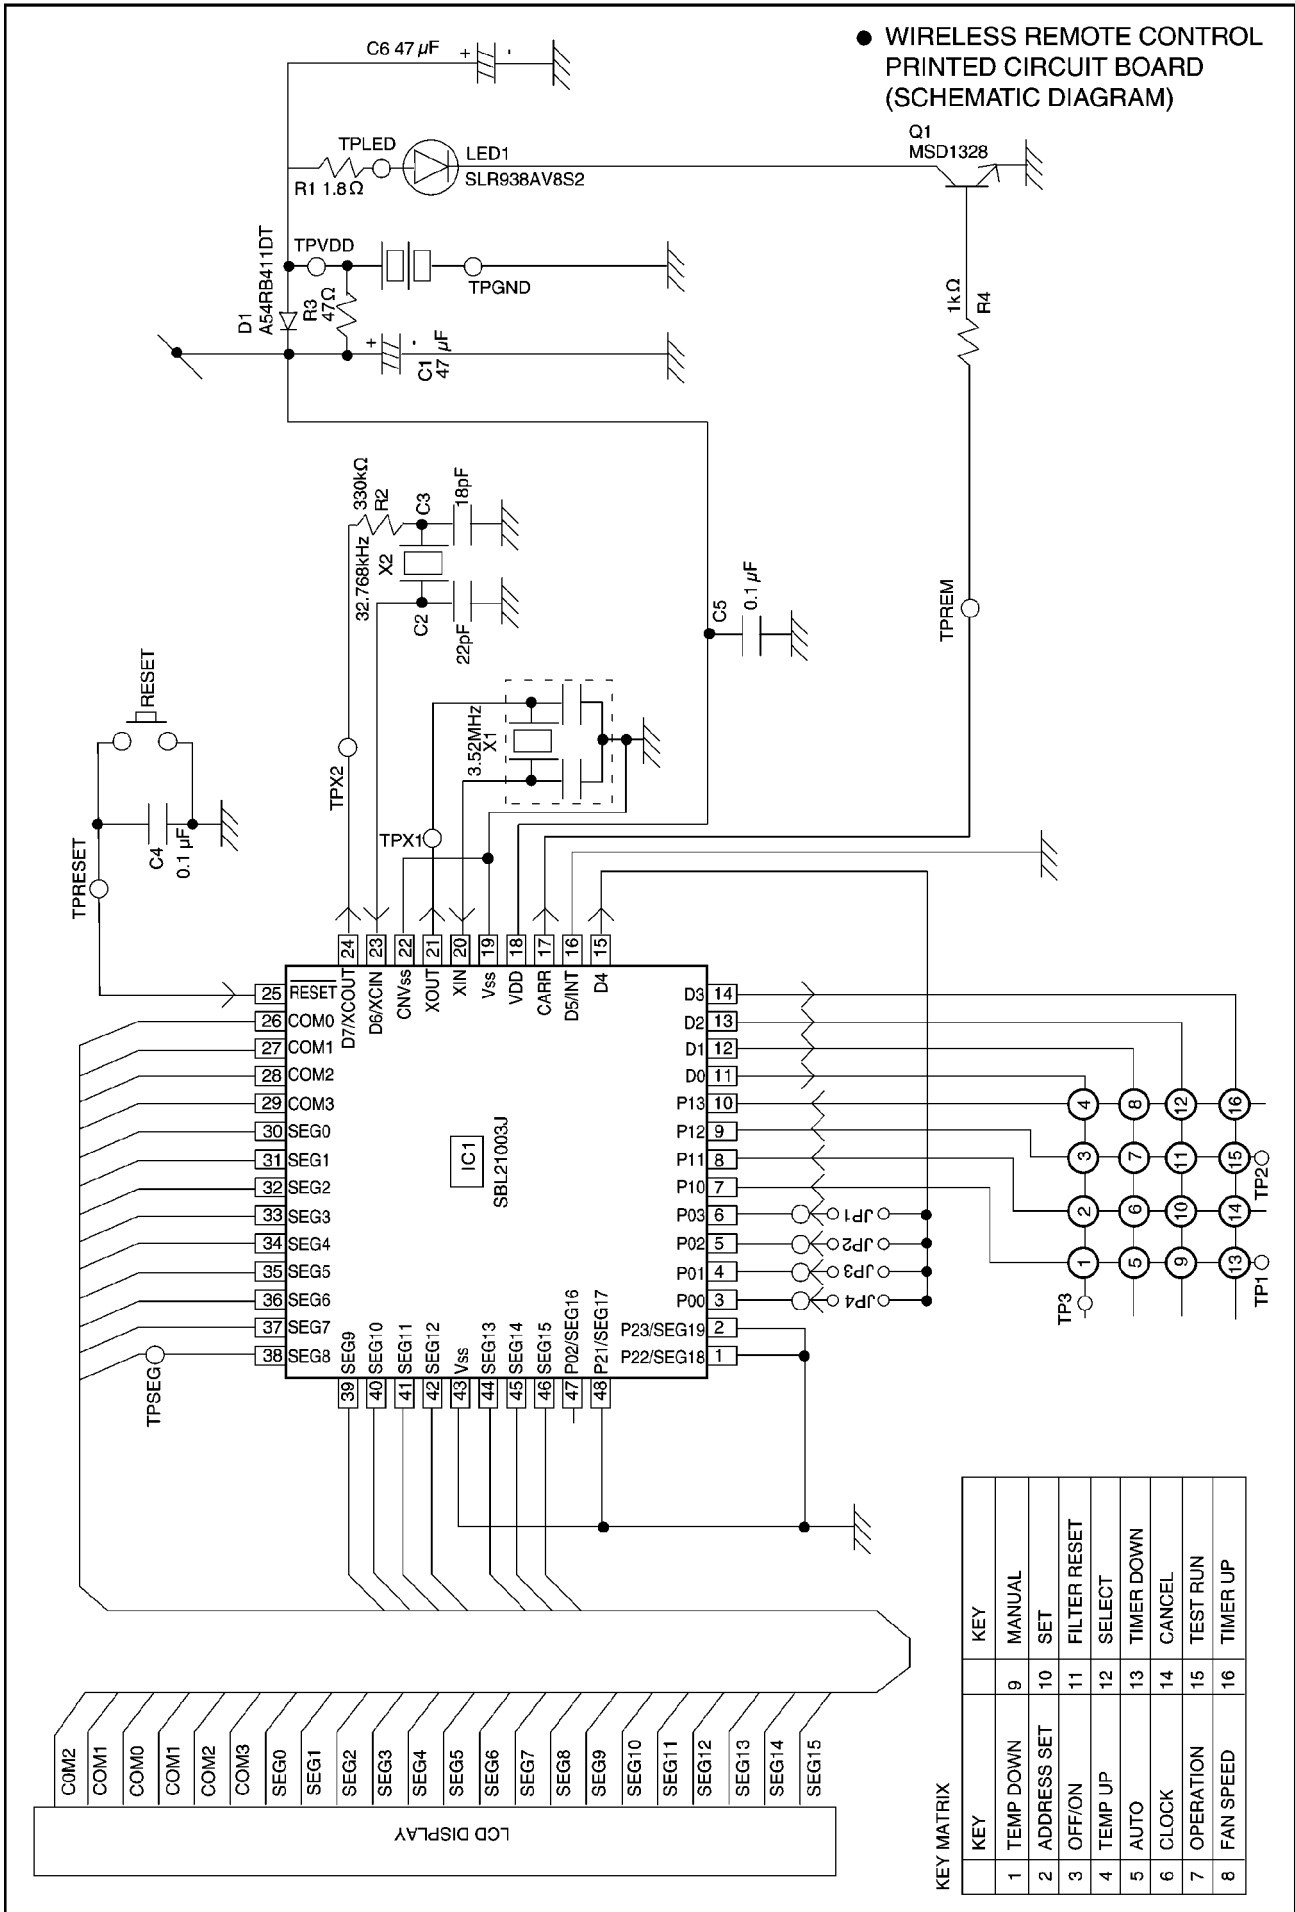 ● WIRELESS REMOTE CONTROL
PRINTED CIRCUIT BOARD
(SCHEMATIC DIAGRAM)
C6 47 µF
+
-
TPLED
R1 1.8Ω
LED1
SLR938AV8S2
Q1
MSD1328
D1
A54RB411DT
TPVDD
TPGND
R3
47Ω
+
-
C1
47 µF
1kΩ
R4
330kΩ
R2
C3
18pF
32.768kHz
X2
C2
22pF
RESET
TPX2
3.52MHz
X1
C5
0.1 µF
TPREM
TPRESET
C4
0.1 µF
TPX1
24
23
22
21
20
19
18
17
16
15
D7/XCOUT
D6/XCIN
CNVss
XOUT
XIN
Vss
VDD
CARR
D5/INT
D4
25 RESET
26 COM0
27 COM1
28 COM2
29 COM3
30 SEG0
31 SEG1
32 SEG2
33 SEG3
34 SEG4
35 SEG5
36 SEG6
37 SEG7
38 SEG8
TPSEG
IC1
SBL21003J
D3 14
D2 13
D1 12
D0 11
P13 10
P12 9
P11 8
P10 7
P03 6
P02 5
P01 4
P00 3
P23/SEG19 2
P22/SEG18 1
JP1
JP2
JP3
JP4
4 8 12 16
3 7 11 15
TP2
2 6 10 14
1 5 9 13
TP3
TP1
SEG9
SEG10
SEG11
SEG12
Vss
SEG13
SEG14
SEG15
P02/SEG16
P21/SEG17
39
40
41
42
43
44
45
46
47
48
COM2
COM1
COM0
COM1
COM2
COM3
SEG0
SEG1
SEG2
SEG3
SEG4
SEG5
SEG6
SEG7
SEG8
SEG9
SEG10
SEG11
SEG12
SEG13
SEG14
SEG15
LCD DISPLAY
KEY MATRIX
KEY KEY
1 TEMP DOWN 9 MANUAL
2 ADDRESS SET 10 SET
3 OFF/ON 11 FILTER RESET
4 TEMP UP 12 SELECT
5 AUTO 13 TIMER DOWN
6 CLOCK 14 CANCEL
7 OPERATION 15 TEST RUN
8 FAN SPEED 16 TIMER UP